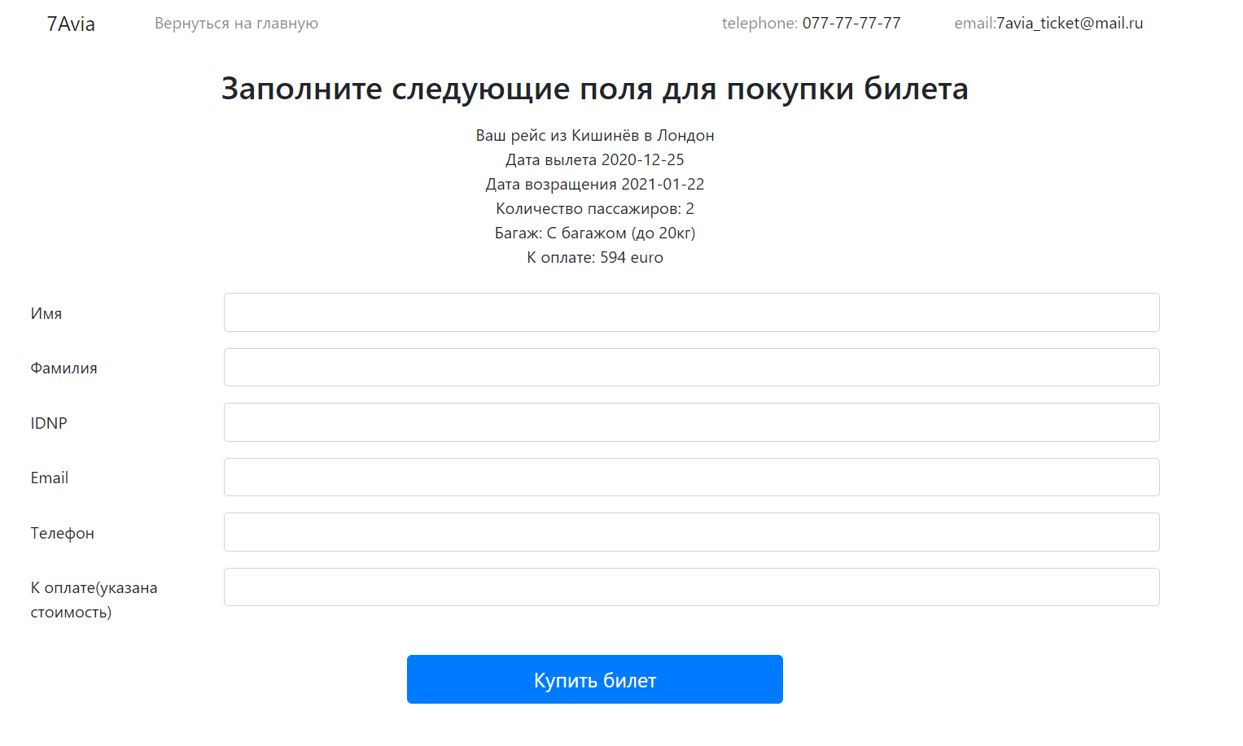 7Avia Вернуться на главную telephone: 077-77-77-77 email:7avia_ticket@mail.ru
Заполните следующие поля для покупки билета
Ваш рейс из Кишинёв в Лондон
Дата вылета 2020-12-25
Дата возращения 2021-01-22
Количество пассажиров: 2
Багаж: С багажом (до 20кг)
К оплате: 594 euro
Имя
Фамилия
IDNP
Email
Телефон
К оплате(указана
стоимость)
Купить билет